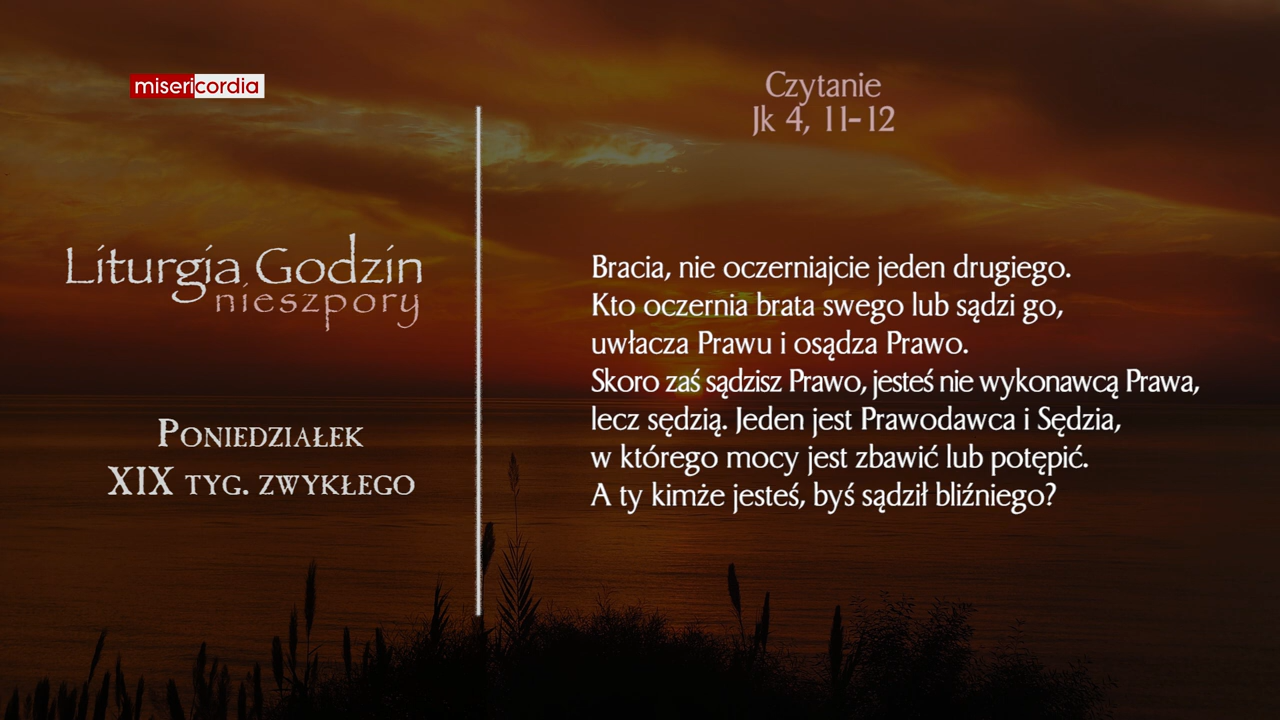 misericordia
Liturgia Godzin
nieszpory
Poniedziałek
XIX tyg. zwykłego
Czytanie
Jk 4, 11-12
Bracia, nie oczerniajcie jeden drugiego.
Kto oczernia brata swego lub sądzi go,
uwłacza Prawu i osądza Prawo.
Skoro zaś sądzisz Prawo, jesteś nie wykonawcą Prawa,
lecz sędzią. Jeden jest Prawodawca i Sędzia,
w którego mocy jest zbawić lub potępić.
A ty kimże jesteś, byś sądził bliźniego?